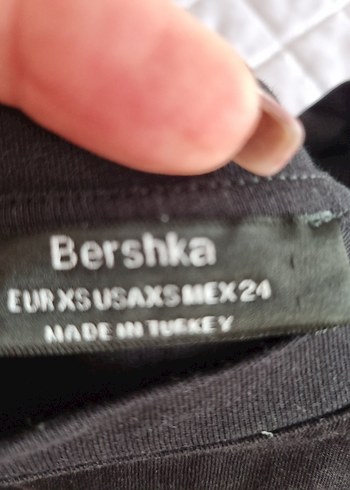 Bershka
EUR XS USA XS MEX 24
MADE IN TURKEY